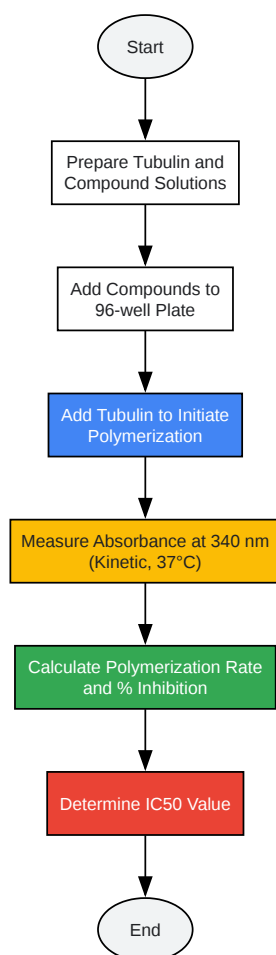 Start
Prepare Tubulin and
Compound Solutions
Add Compounds to
96-well Plate
Add Tubulin to Initiate
Polymerization
Measure Absorbance at 340 nm
(Kinetic, 37°C)
Calculate Polymerization Rate
and % Inhibition
Determine IC50 Value
End